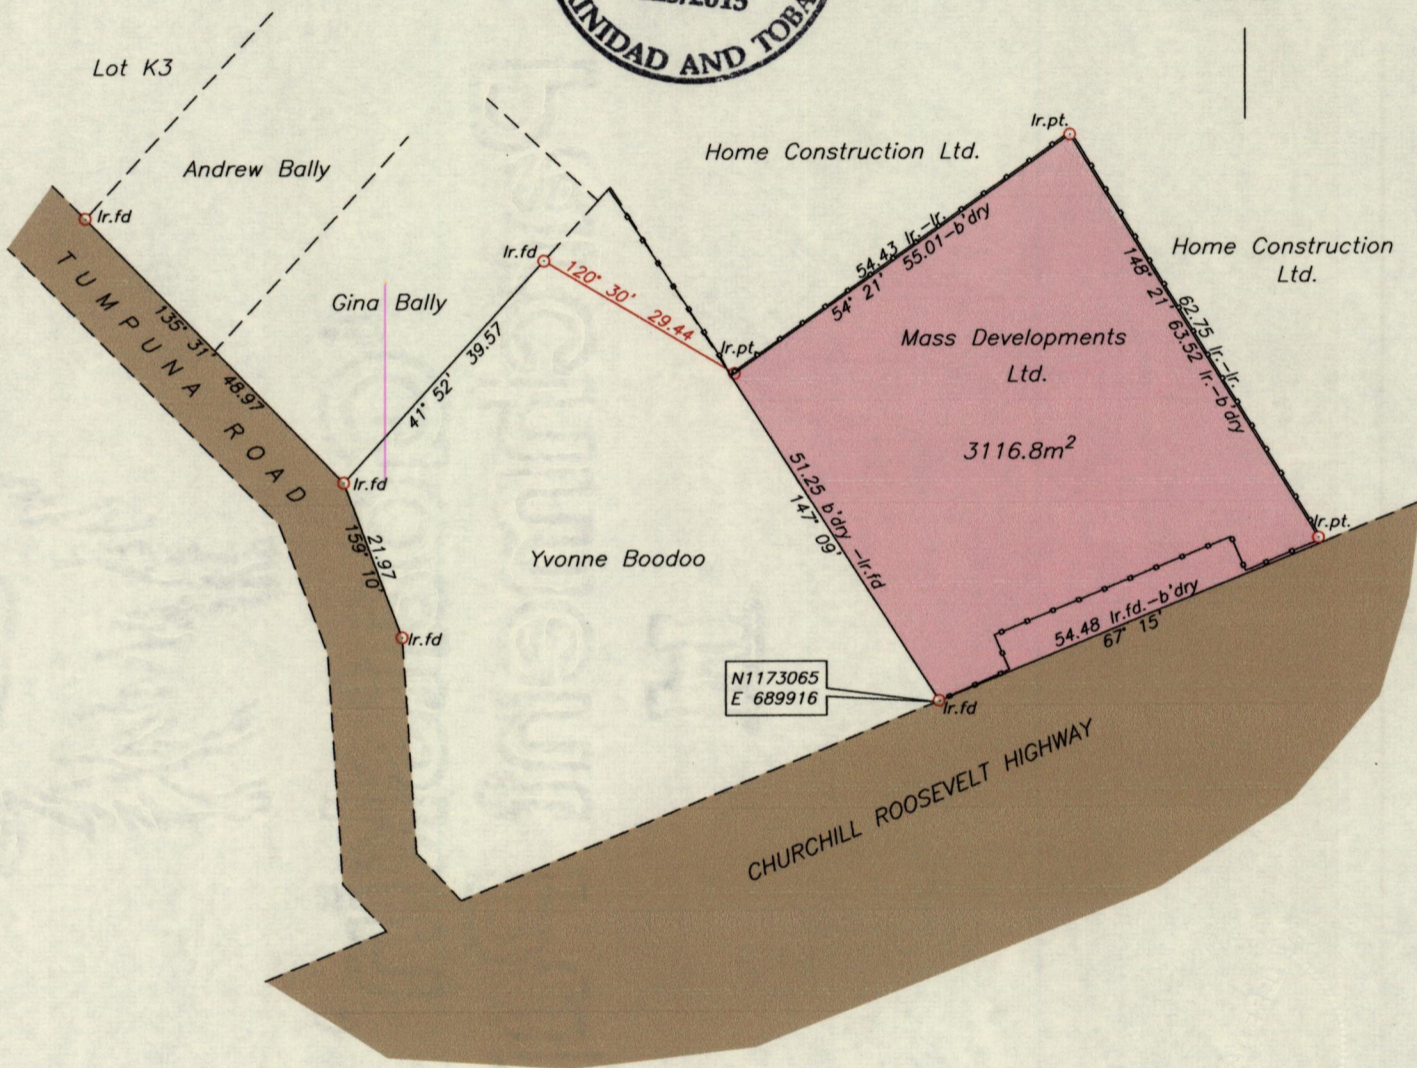 TRINIDAD AND TOBA
Lot K3
Andrew Bally
Gina Bally
Home Construction Ltd.
Home Construction
Ltd.
Ir.pt.
Ir.fd
Ir.fd
Ir.pt.
120° 30' 29.44
54.43 Ir.-Ir.
55.01-b'dry
54° 21'
62.75 Ir.-Ir.
148° 21' 63.52 Ir.-b'dry
Mass Developments
Ltd.
3116.8m²
TUMPUNA ROAD
135° 31' 48.97
41° 52' 39.57
Ir.fd
21.97
159° 10'
Ir.fd
Yvonne Boodoo
51.25 b'dry -Ir.fd
147° 09'
Ir.pt.
54.48 Ir.fd.-b'dry
67° 15'
N1173065
E 689916
Ir.fd
CHURCHILL ROOSEVELT HIGHWAY